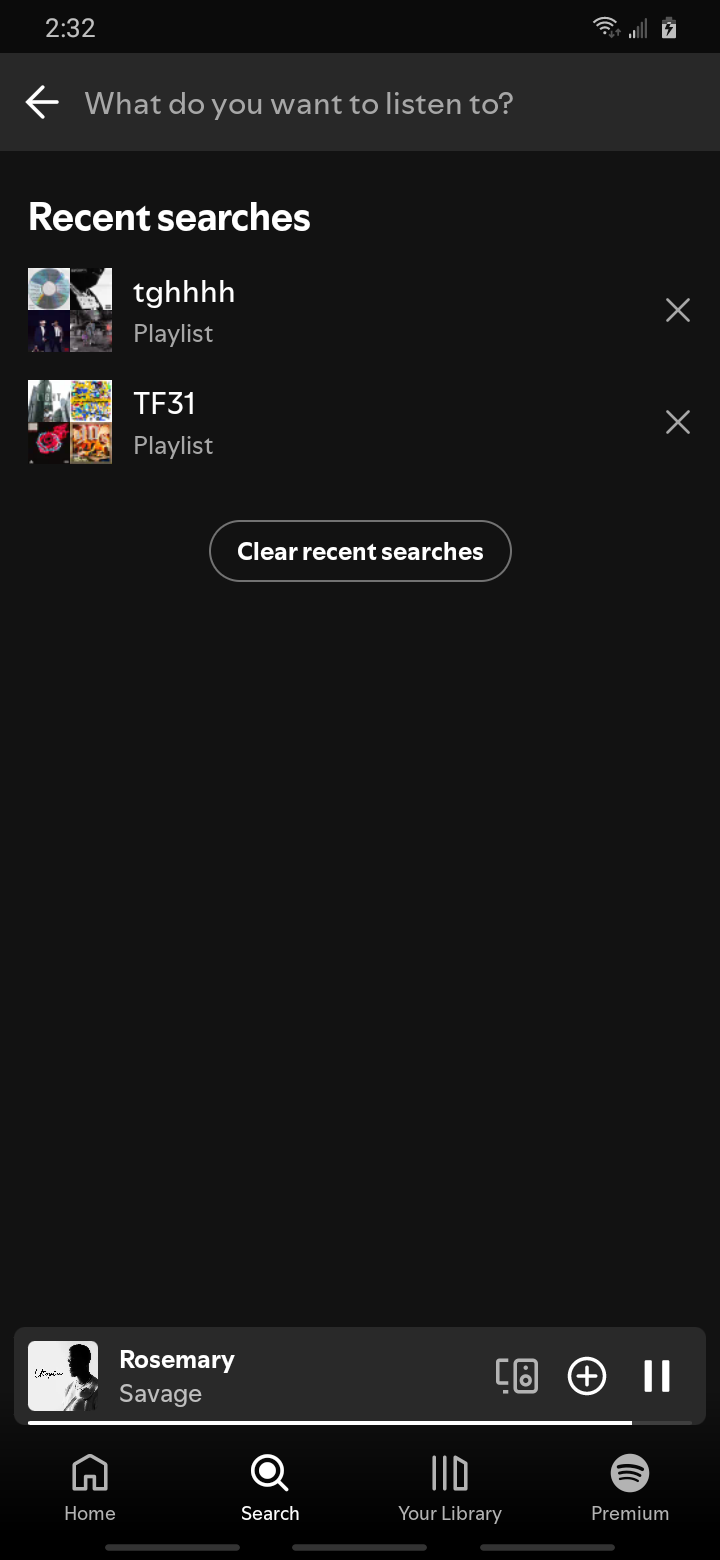 2:32
What do you want to listen to?
Recent searches
tghhhh
Playlist
TF31
Playlist
Clear recent searches
Rosemary
Savage
Home
Search
Your Library
Premium